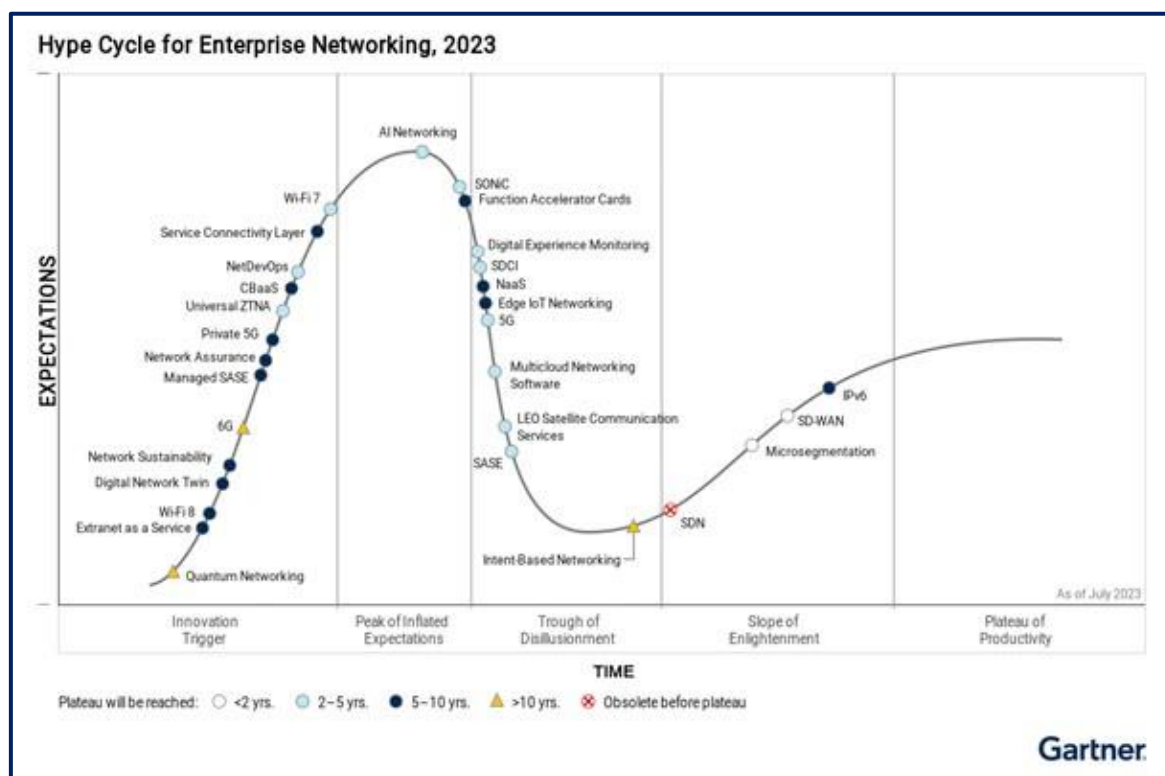 Hype Cycle for Enterprise Networking, 2023
EXPECTATIONS
AI Networking
Wi-Fi 7
Service Connectivity Layer
NetDevOps
CBaaS
Universal ZTNA
Private 5G
Network Assurance
Managed SASE
6G
Network Sustainability
Digital Network Twin
Wi-Fi 8
Extranet as a Service
Quantum Networking
SONiC
Function Accelerator Cards
Digital Experience Monitoring
SDCI
NaaS
Edge IoT Networking
5G
Multicloud Networking
Software
LEO Satellite Communication
Services
SASE
Intent-Based Networking
SDN
Microsegmentation
SD-WAN
IPv6
As of July 2023
Innovation
Trigger
Peak of Inflated
Expectations
Trough of
Disillusionment
Slope of
Enlightenment
Plateau of
Productivity
TIME
Plateau will be reached: <2 yrs. 2–5 yrs. 5–10 yrs. >10 yrs. Obsolete before plateau
Gartner